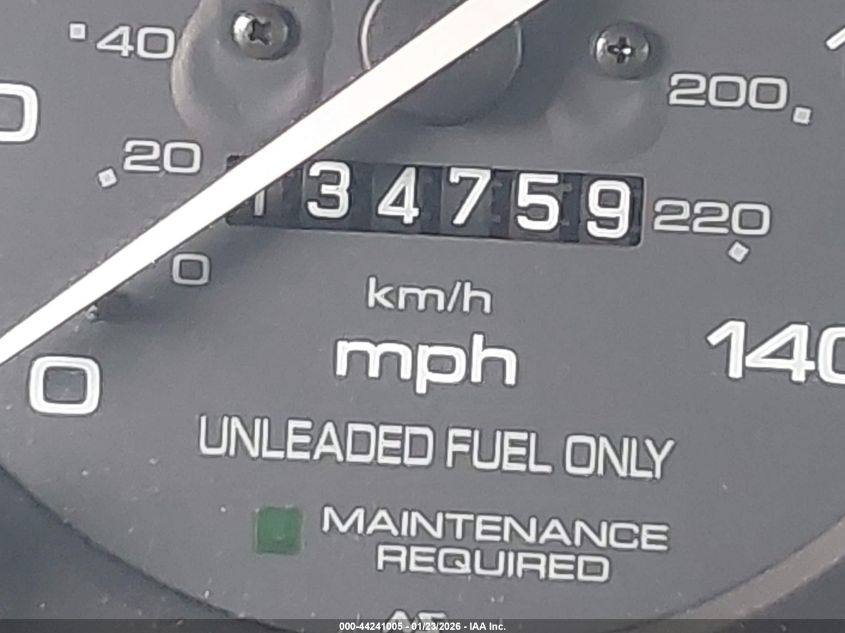 40
200
20
134759
220
0
km/h
mph
0
140
UNLEADED FUEL ONLY
MAINTENANCE
REQUIRED
000-44241005 - 01/23/2026 - IAA Inc.